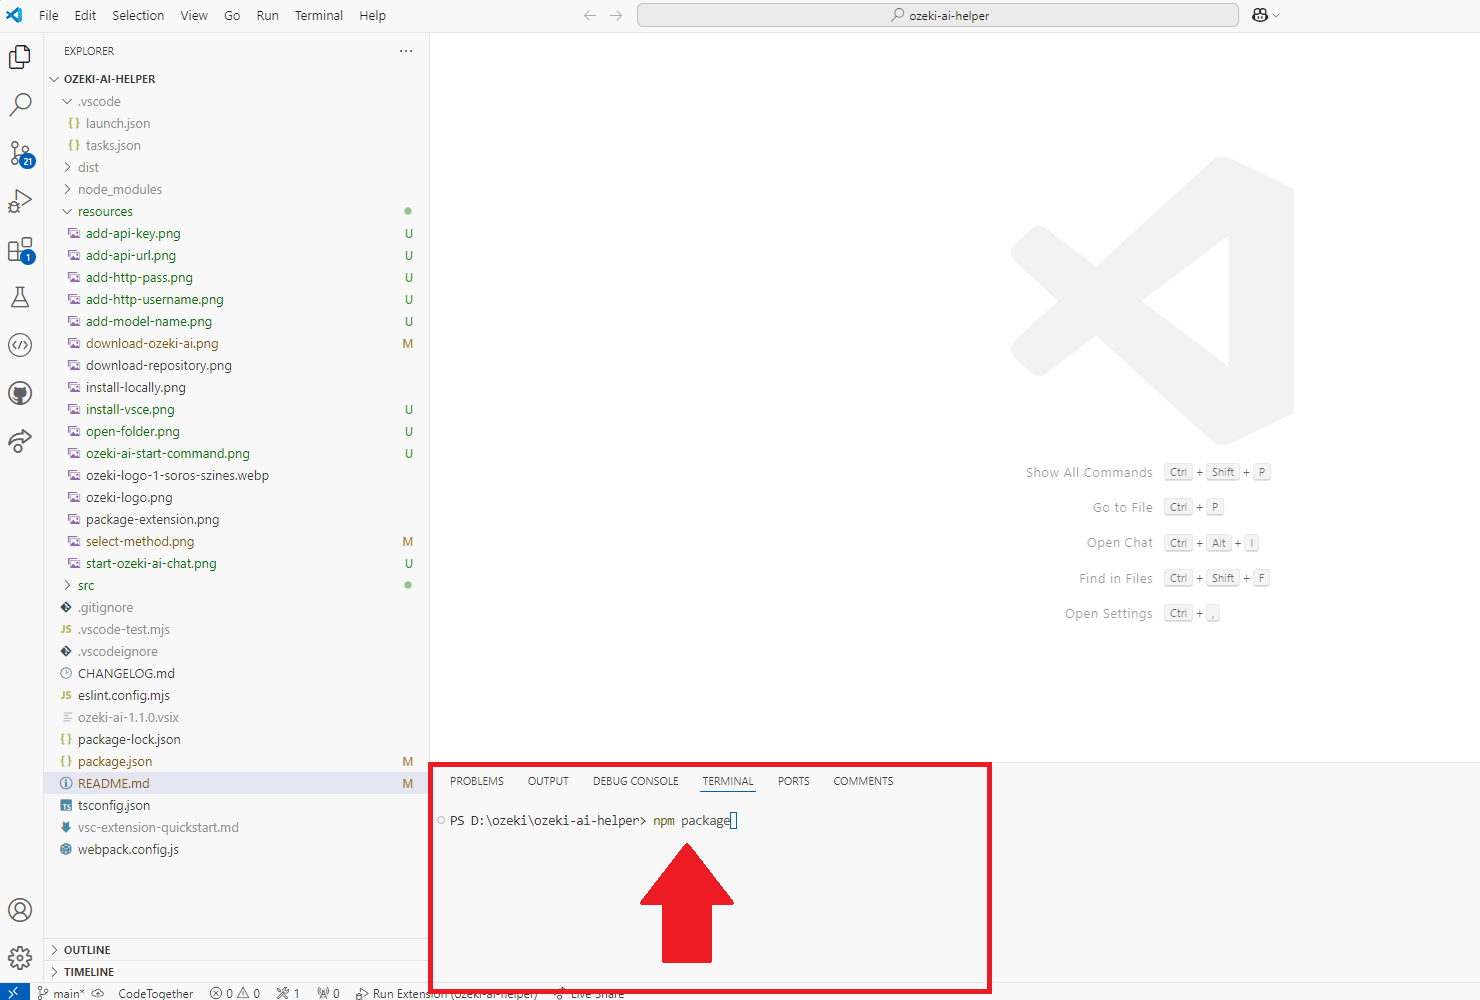 File Edit Selection View Go Run Terminal Help
ozeki-ai-helper
EXPLORER
OZEKI-AI-HELPER
.vscode
{} launch.json
{} tasks.json
dist
node_modules
resources
add-api-key.png U
add-api-url.png U
add-http-pass.png U
add-http-username.png U
add-model-name.png U
download-ozeki-ai.png M
download-repository.png
install-locally.png
install-vsce.png U
open-folder.png U
ozeki-ai-start-command.png U
ozeki-logo-1-soros-szines.webp
ozeki-logo.png
package-extension.png
select-method.png M
start-ozeki-ai-chat.png U
src
.gitignore
JS .vscode-test.mjs
.vscodeignore
CHANGELOG.md
JS eslint.config.mjs
ozeki-ai-1.1.0.vsix
{} package-lock.json
{} package.json M
README.md M
TS tsconfig.json
vsc-extension-quickstart.md
webpack.config.js
OUTLINE
TIMELINE
21
1
Show All Commands Ctrl + Shift + P
Go to File Ctrl + P
Open Chat Ctrl + Alt + I
Find in Files Ctrl + Shift + F
Open Settings Ctrl + ,
PROBLEMS OUTPUT DEBUG CONSOLE TERMINAL PORTS COMMENTS
PS D:\ozeki\ozeki-ai-helper> npm package
main* CodeTogether 0 0 1 0 Run Extension (ozeki-ai-helper) Live Share